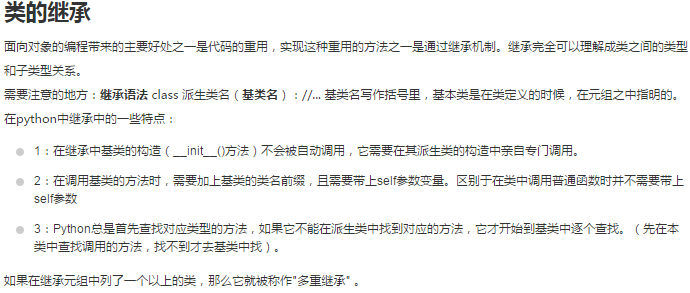 类的继承
面向对象的编程带来的主要好处之一是代码的重用，实现这种重用的方法之一是通过继承机制。继承完全可以理解成类之间的类型
和子类型关系。
需要注意的地方：继承语法 class 派生类名（基类名）：//... 基类名写作括号里，基本类是在类定义的时候，在元组之中指明的。
在python中继承中的一些特点：
1：在继承中基类的构造（__init__()方法）不会被自动调用，它需要在其派生类的构造中亲自专门调用。
2：在调用基类的方法时，需要加上基类的类名前缀，且需要带上self参数变量。区别于在类中调用普通函数时并不需要带上
self参数
3：Python总是首先查找对应类型的方法，如果它不能在派生类中找到对应的方法，它才开始到基类中逐个查找。（先在本
类中查找调用的方法，找不到才去基类中找）。
如果在继承元组中列了一个以上的类，那么它就被称作"多重继承" 。